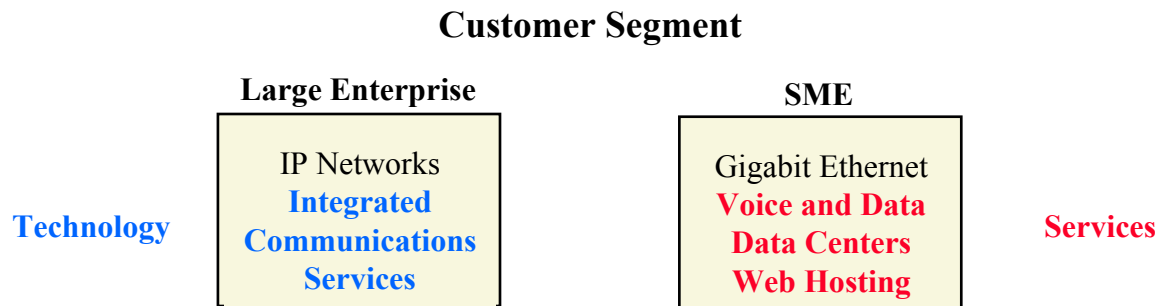 Customer Segment
Large Enterprise
SME
IP Networks
Integrated
Communications
Services
Technology
Gigabit Ethernet
Voice and Data
Data Centers
Web Hosting
Services